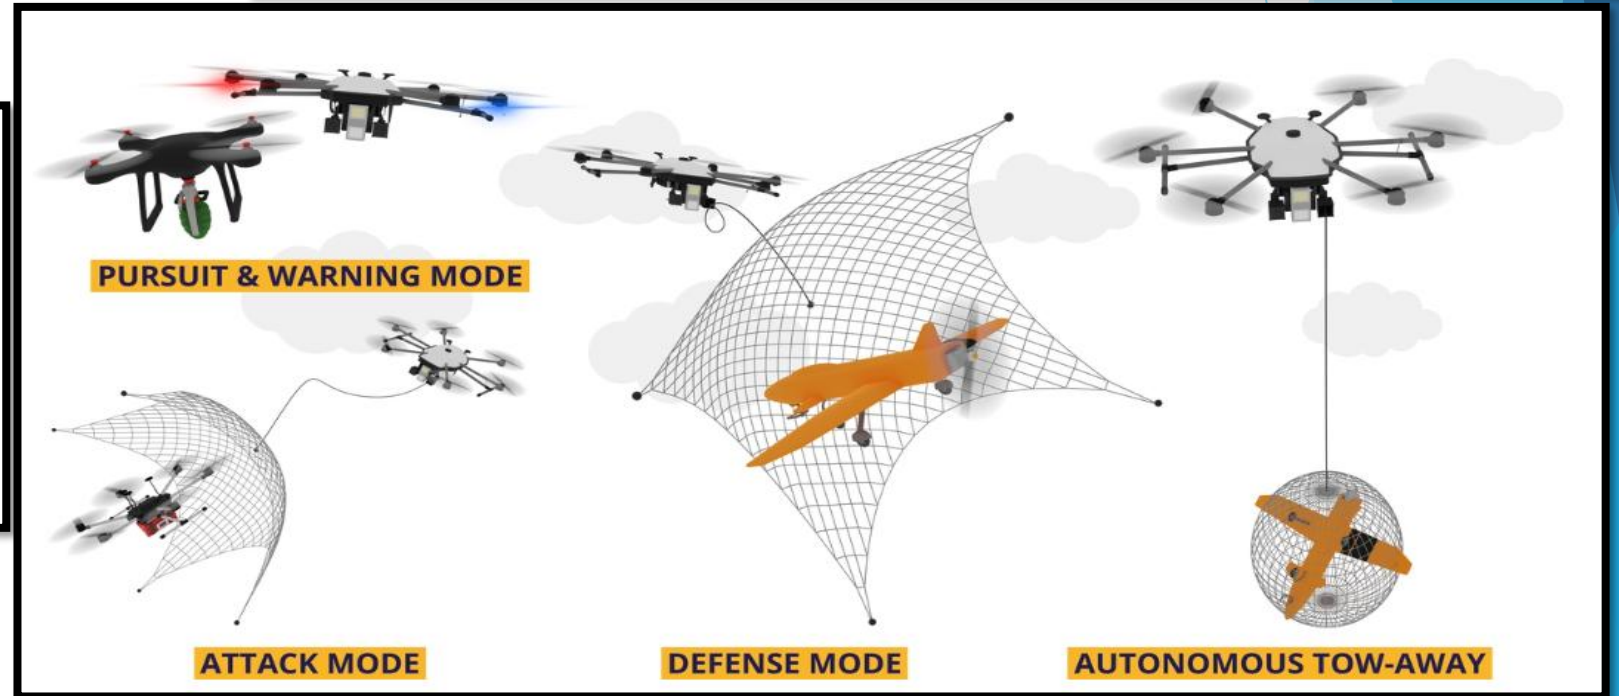 PURSUIT & WARNING MODE
ATTACK MODE
DEFENSE MODE
AUTONOMOUS TOW-AWAY